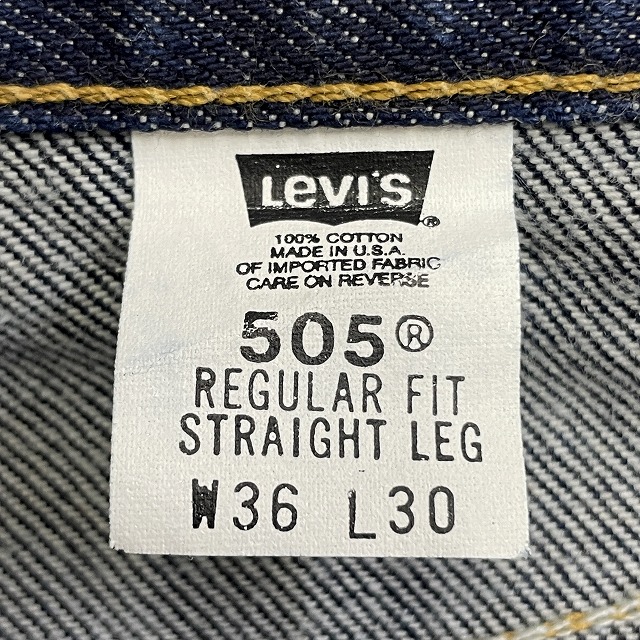 Levi's ®
100% COTTON
MADE IN U.S.A.
OF IMPORTED FABRIC
CARE ON REVERSE
505®
REGULAR FIT
STRAIGHT LEG
W36 L30